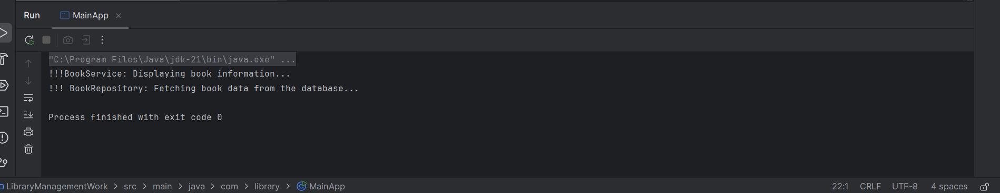 Run MainApp
"C:\Program Files\Java\jdk-21\bin\java.exe" ...
!!!BookService: Displaying book information...
!!! BookRepository: Fetching book data from the database...
Process finished with exit code 0
LibraryManagementWork > src > main > java > com > library > MainApp 22:1 CRLF UTF-8 4 spaces